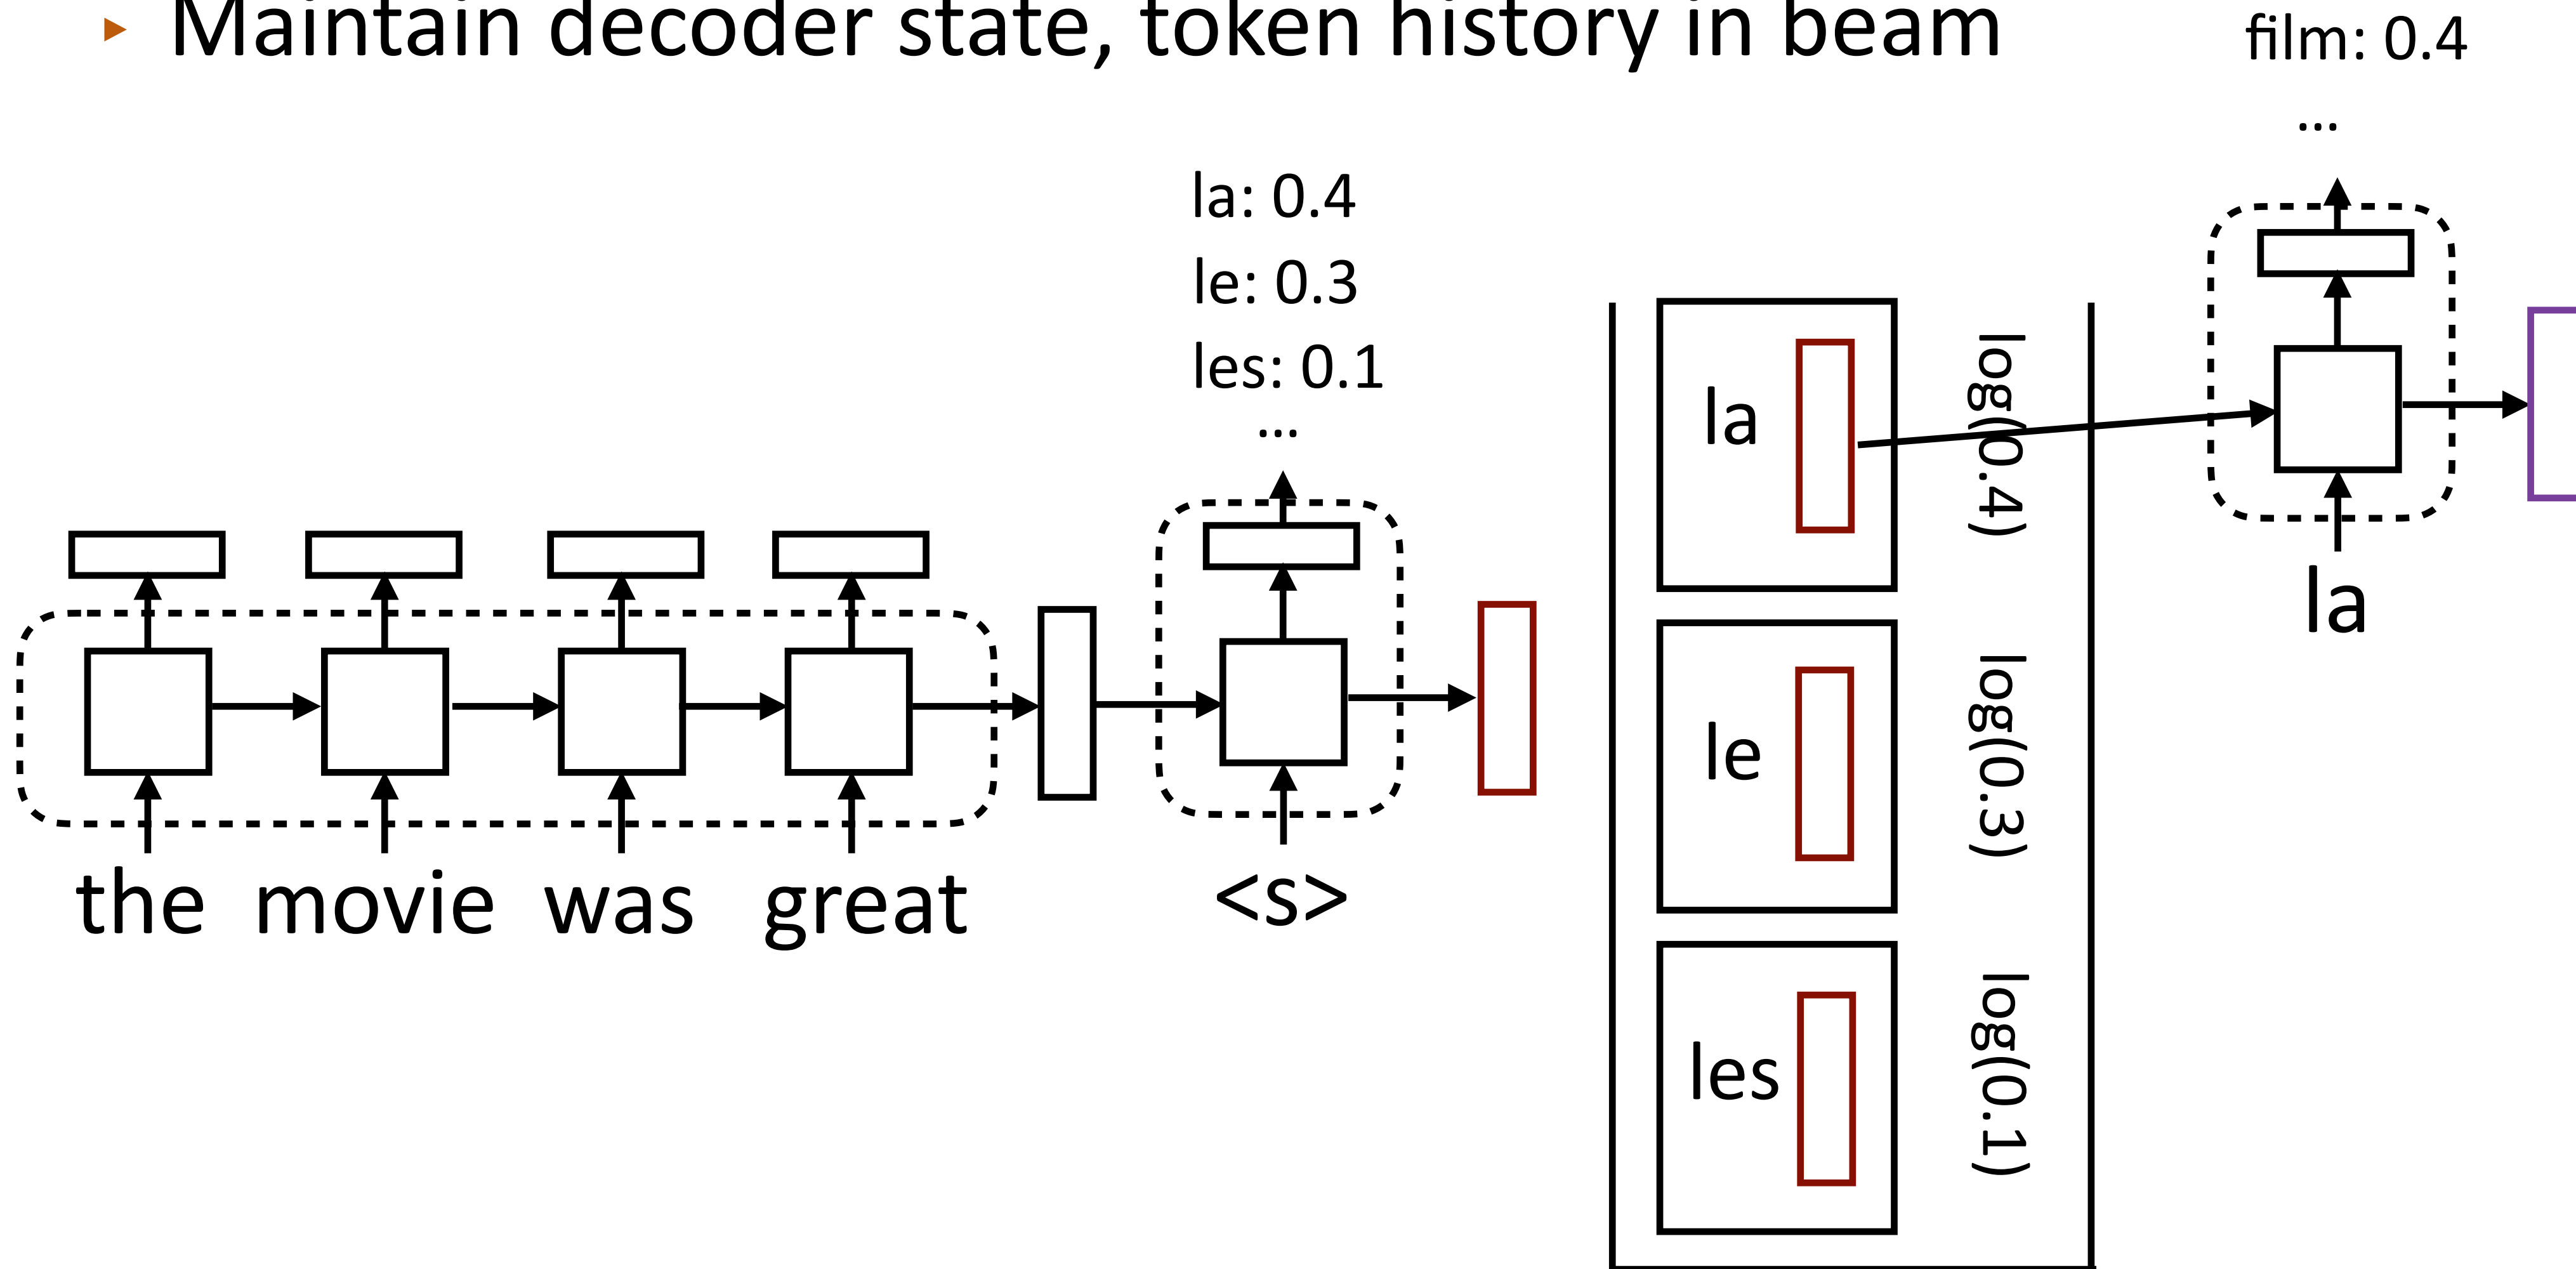 Maintain decoder state, token history in beam
film: 0.4
...
la: 0.4
le: 0.3
les: 0.1
...
la
log(0.4)
le
log(0.3)
les
log(0.1)
la
the movie was great
<s>